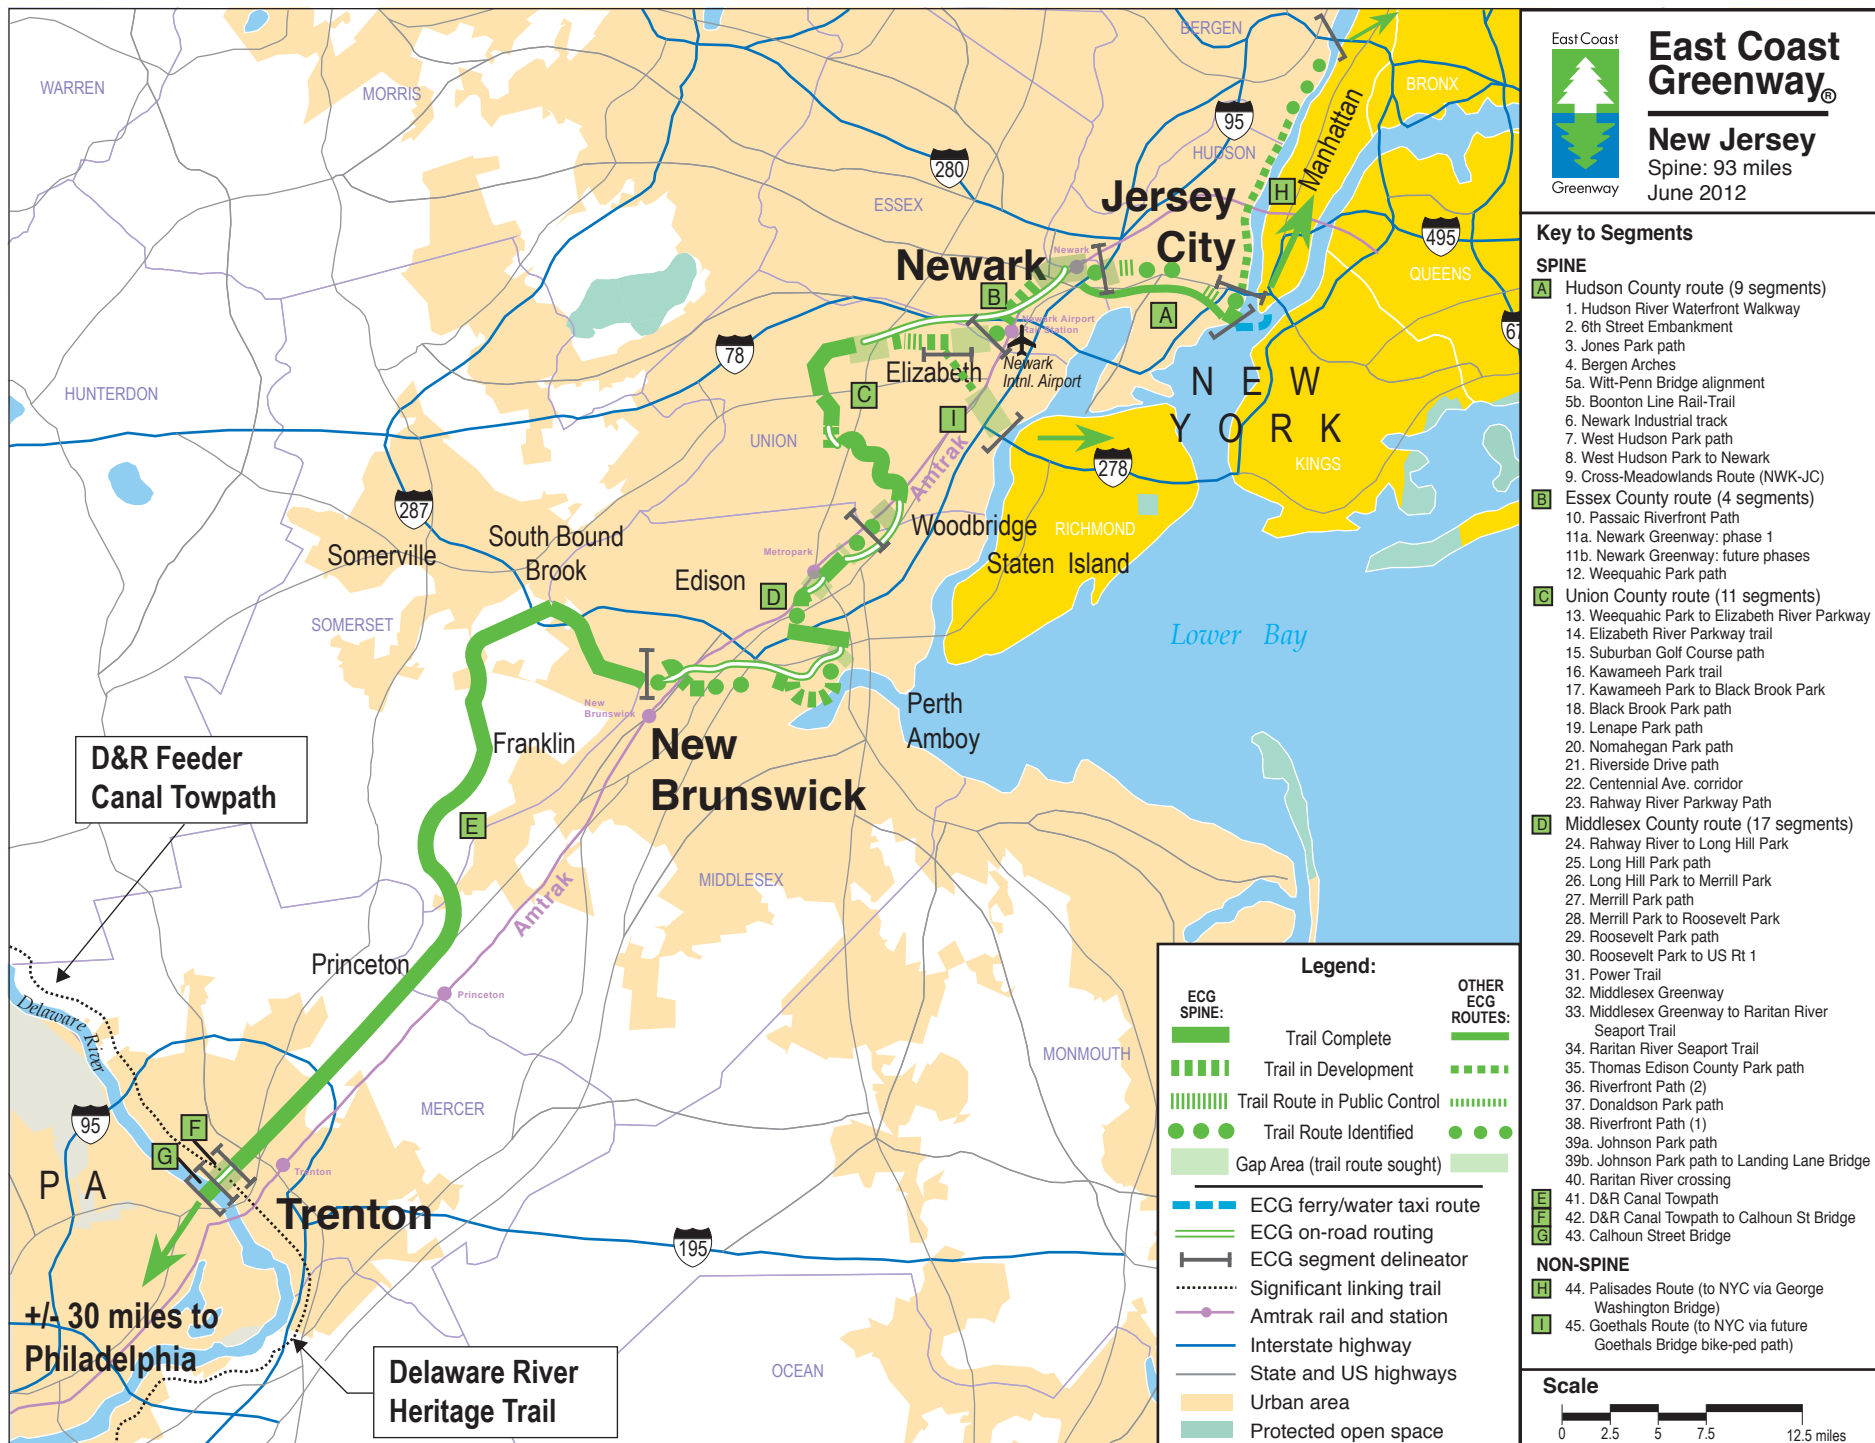 East Coast
Greenway
East Coast
Greenway®
New Jersey
Spine: 93 miles
June 2012
Key to Segments
SPINE
A Hudson County route (9 segments)
1. Hudson River Waterfront Walkway
2. 6th Street Embankment
3. Jones Park path
4. Bergen Arches
5a. Witt-Penn Bridge alignment
5b. Boonton Line Rail-Trail
6. Newark Industrial track
7. West Hudson Park path
8. West Hudson Park to Newark
9. Cross-Meadowlands Route (NWK-JC)
B Essex County route (4 segments)
10. Passaic Riverfront Path
11a. Newark Greenway: phase 1
11b. Newark Greenway: future phases
12. Weequahic Park path
C Union County route (11 segments)
13. Weequahic Park to Elizabeth River Parkway
14. Elizabeth River Parkway trail
15. Suburban Golf Course path
16. Kawameeh Park trail
17. Kawameeh Park to Black Brook Park
18. Black Brook Park path
19. Lenape Park path
20. Nomahegan Park path
21. Riverside Drive path
22. Centennial Ave. corridor
23. Rahway River Parkway Path
D Middlesex County route (17 segments)
24. Rahway River to Long Hill Park
25. Long Hill Park path
26. Long Hill Park to Merrill Park
27. Merrill Park path
28. Merrill Park to Roosevelt Park
29. Roosevelt Park path
30. Roosevelt Park to US Rt 1
31. Power Trail
32. Middlesex Greenway
33. Middlesex Greenway to Raritan River
Seaport Trail
34. Raritan River Seaport Trail
35. Thomas Edison County Park path
36. Riverfront Path (2)
37. Donaldson Park path
38. Riverfront Path (1)
39a. Johnson Park path
39b. Johnson Park path to Landing Lane Bridge
40. Raritan River crossing
E 41. D&R Canal Towpath
F 42. D&R Canal Towpath to Calhoun St Bridge
G 43. Calhoun Street Bridge
NON-SPINE
H 44. Palisades Route (to NYC via George
Washington Bridge)
I 45. Goethals Route (to NYC via future
Goethals Bridge bike-ped path)
Scale
0 2.5 5 7.5 12.5 miles
Legend:
ECG
SPINE:
OTHER
ECG
ROUTES:
Trail Complete
Trail in Development
Trail Route in Public Control
Trail Route Identified
Gap Area (trail route sought)
ECG ferry/water taxi route
ECG on-road routing
ECG segment delineator
Significant linking trail
Amtrak rail and station
Interstate highway
State and US highways
Urban area
Protected open space
WARREN
MORRIS
BERGEN
BRONX
95
HUDSON
Manhattan
280
ESSEX
Jersey
City
H
495
QUEENS
Newark
Newark
B
A
Newark Airport
Rail Station
67
78
Elizabeth
Newark
Intnl. Airport
NEW
YORK
HUNTERDON
C
I
UNION
Amtrak
278
KINGS
287
South Bound
Brook
Somerville
Woodbridge
RICHMOND
Staten Island
Metropark
Edison
D
SOMERSET
Lower Bay
New
Brunswick
Perth
Amboy
Franklin
New
Brunswick
D&R Feeder
Canal Towpath
E
MIDDLESEX
Amtrak
Princeton
Princeton
Delaware River
MONMOUTH
MERCER
95
F
G
PA
Trenton
Trenton
195
+/- 30 miles to
Philadelphia
Delaware River
Heritage Trail
OCEAN